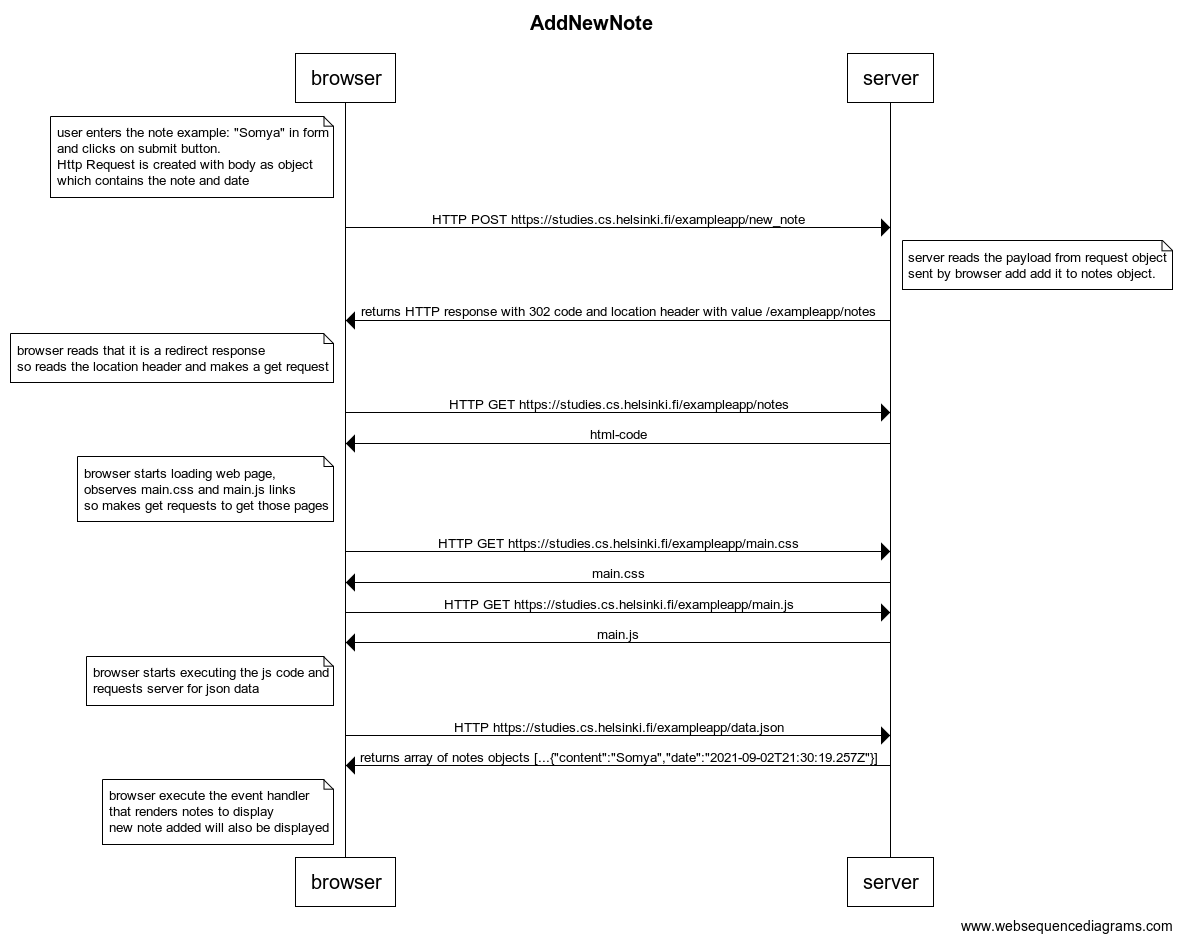 AddNewNote
browser
server
user enters the note example: "Somya" in form
and clicks on submit button.
Http Request is created with body as object
which contains the note and date
HTTP POST https://studies.cs.helsinki.fi/exampleapp/new_note
server reads the payload from request object
sent by browser add add it to notes object.
returns HTTP response with 302 code and location header with value /exampleapp/notes
browser reads that it is a redirect response
so reads the location header and makes a get request
HTTP GET https://studies.cs.helsinki.fi/exampleapp/notes
html-code
browser starts loading web page,
observes main.css and main.js links
so makes get requests to get those pages
HTTP GET https://studies.cs.helsinki.fi/exampleapp/main.css
main.css
HTTP GET https://studies.cs.helsinki.fi/exampleapp/main.js
main.js
browser starts executing the js code and
requests server for json data
HTTP https://studies.cs.helsinki.fi/exampleapp/data.json
returns array of notes objects [...{"content":"Somya","date":"2021-09-02T21:30:19.257Z"}]
browser execute the event handler
that renders notes to display
new note added will also be displayed
browser
server
www.websequencediagrams.com